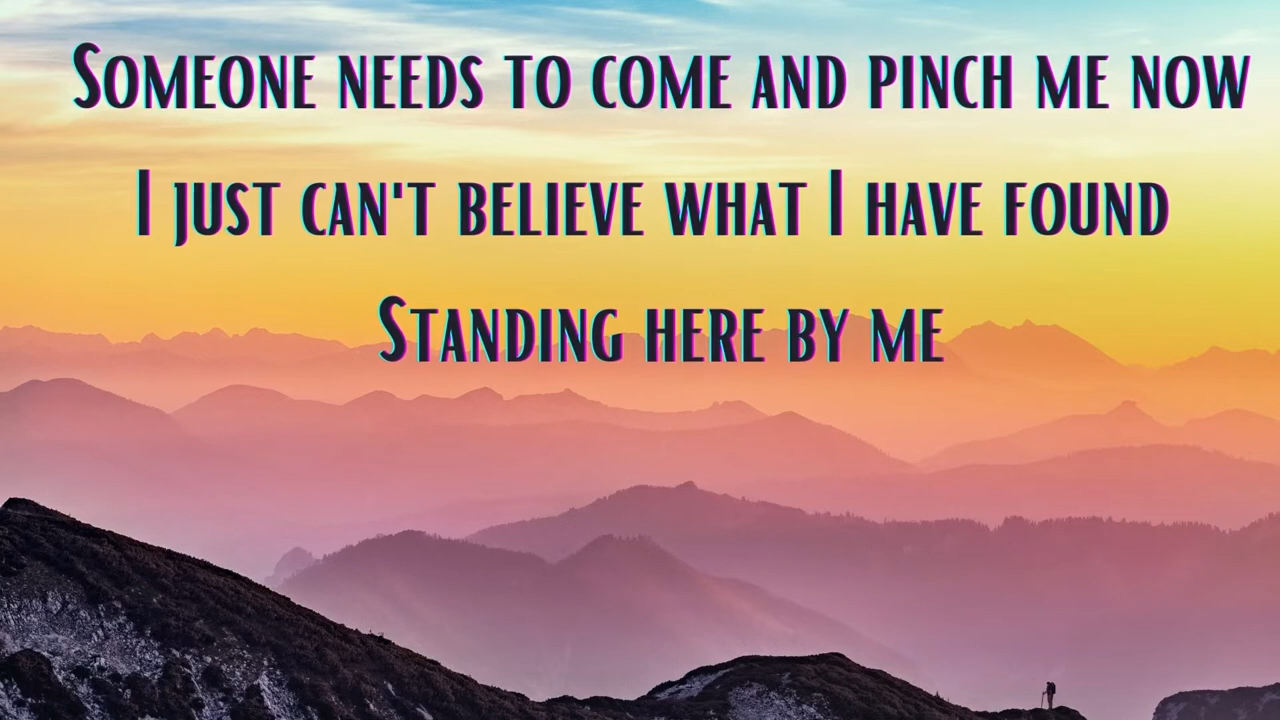 Someone needs to come and pinch me now
I just can't believe what I have found
Standing here by me